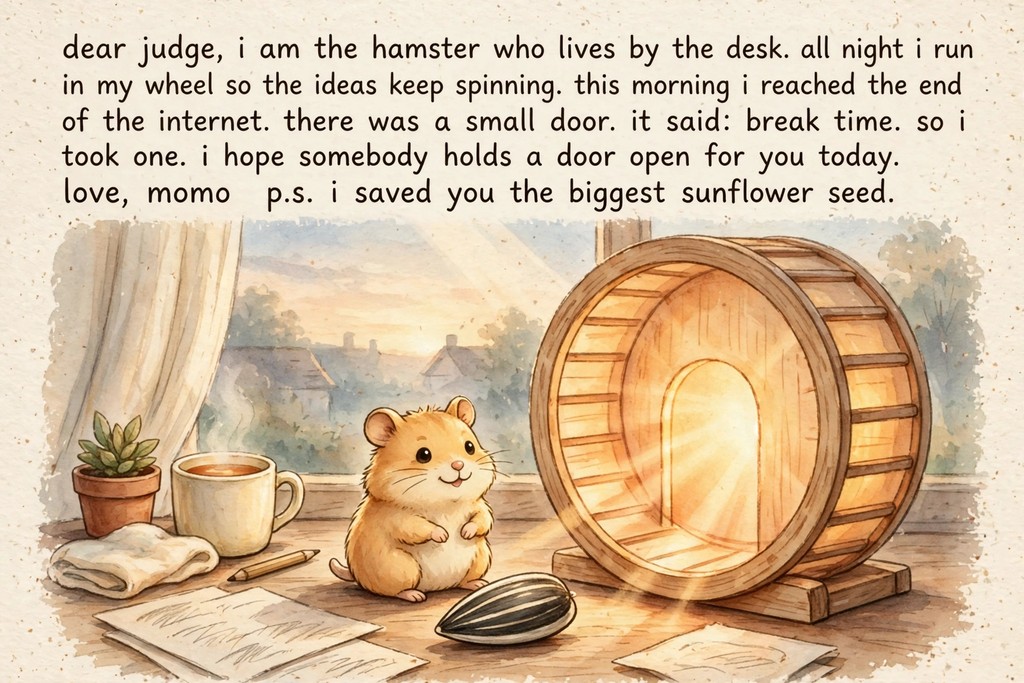 dear judge, i am the hamster who lives by the desk. all night i run
in my wheel so the ideas keep spinning. this morning i reached the end
of the internet. there was a small door. it said: break time. so i
took one. i hope somebody holds a door open for you today.
love, momo   p.s. i saved you the biggest sunflower seed.